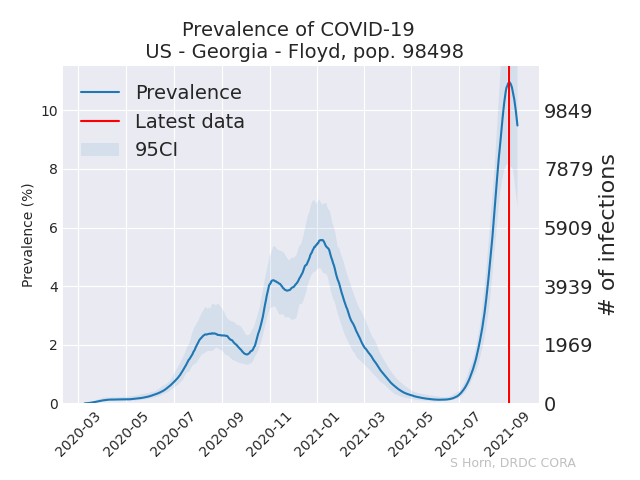 Prevalence of COVID-19
US - Georgia - Floyd, pop. 98498
Prevalence
Latest data
95CI
Prevalence (%)
10
8
6
4
2
0
9849
7879
5909
3939
1969
0
# of infections
2020-03
2020-05
2020-07
2020-09
2020-11
2021-01
2021-03
2021-05
2021-07
2021-09
S Horn, DRDC CORA